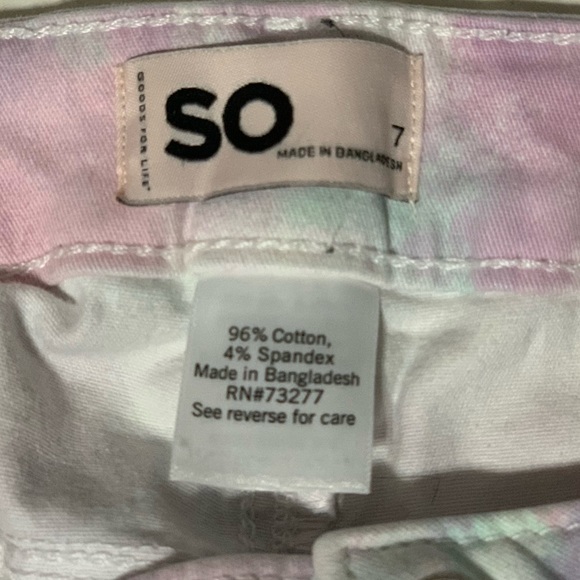 GOODS FOR LIFE™
SO
7
MADE IN BANGLADESH
96% Cotton,
4% Spandex
Made in Bangladesh
RN#73277
See reverse for care